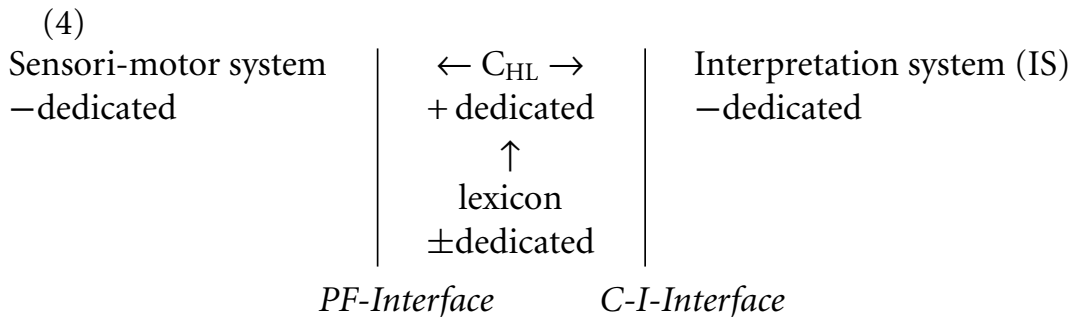 (4)
Sensori-motor system ← C_HL → Interpretation system (IS)
−dedicated + dedicated −dedicated
↑
lexicon
±dedicated
PF-Interface C-I-Interface